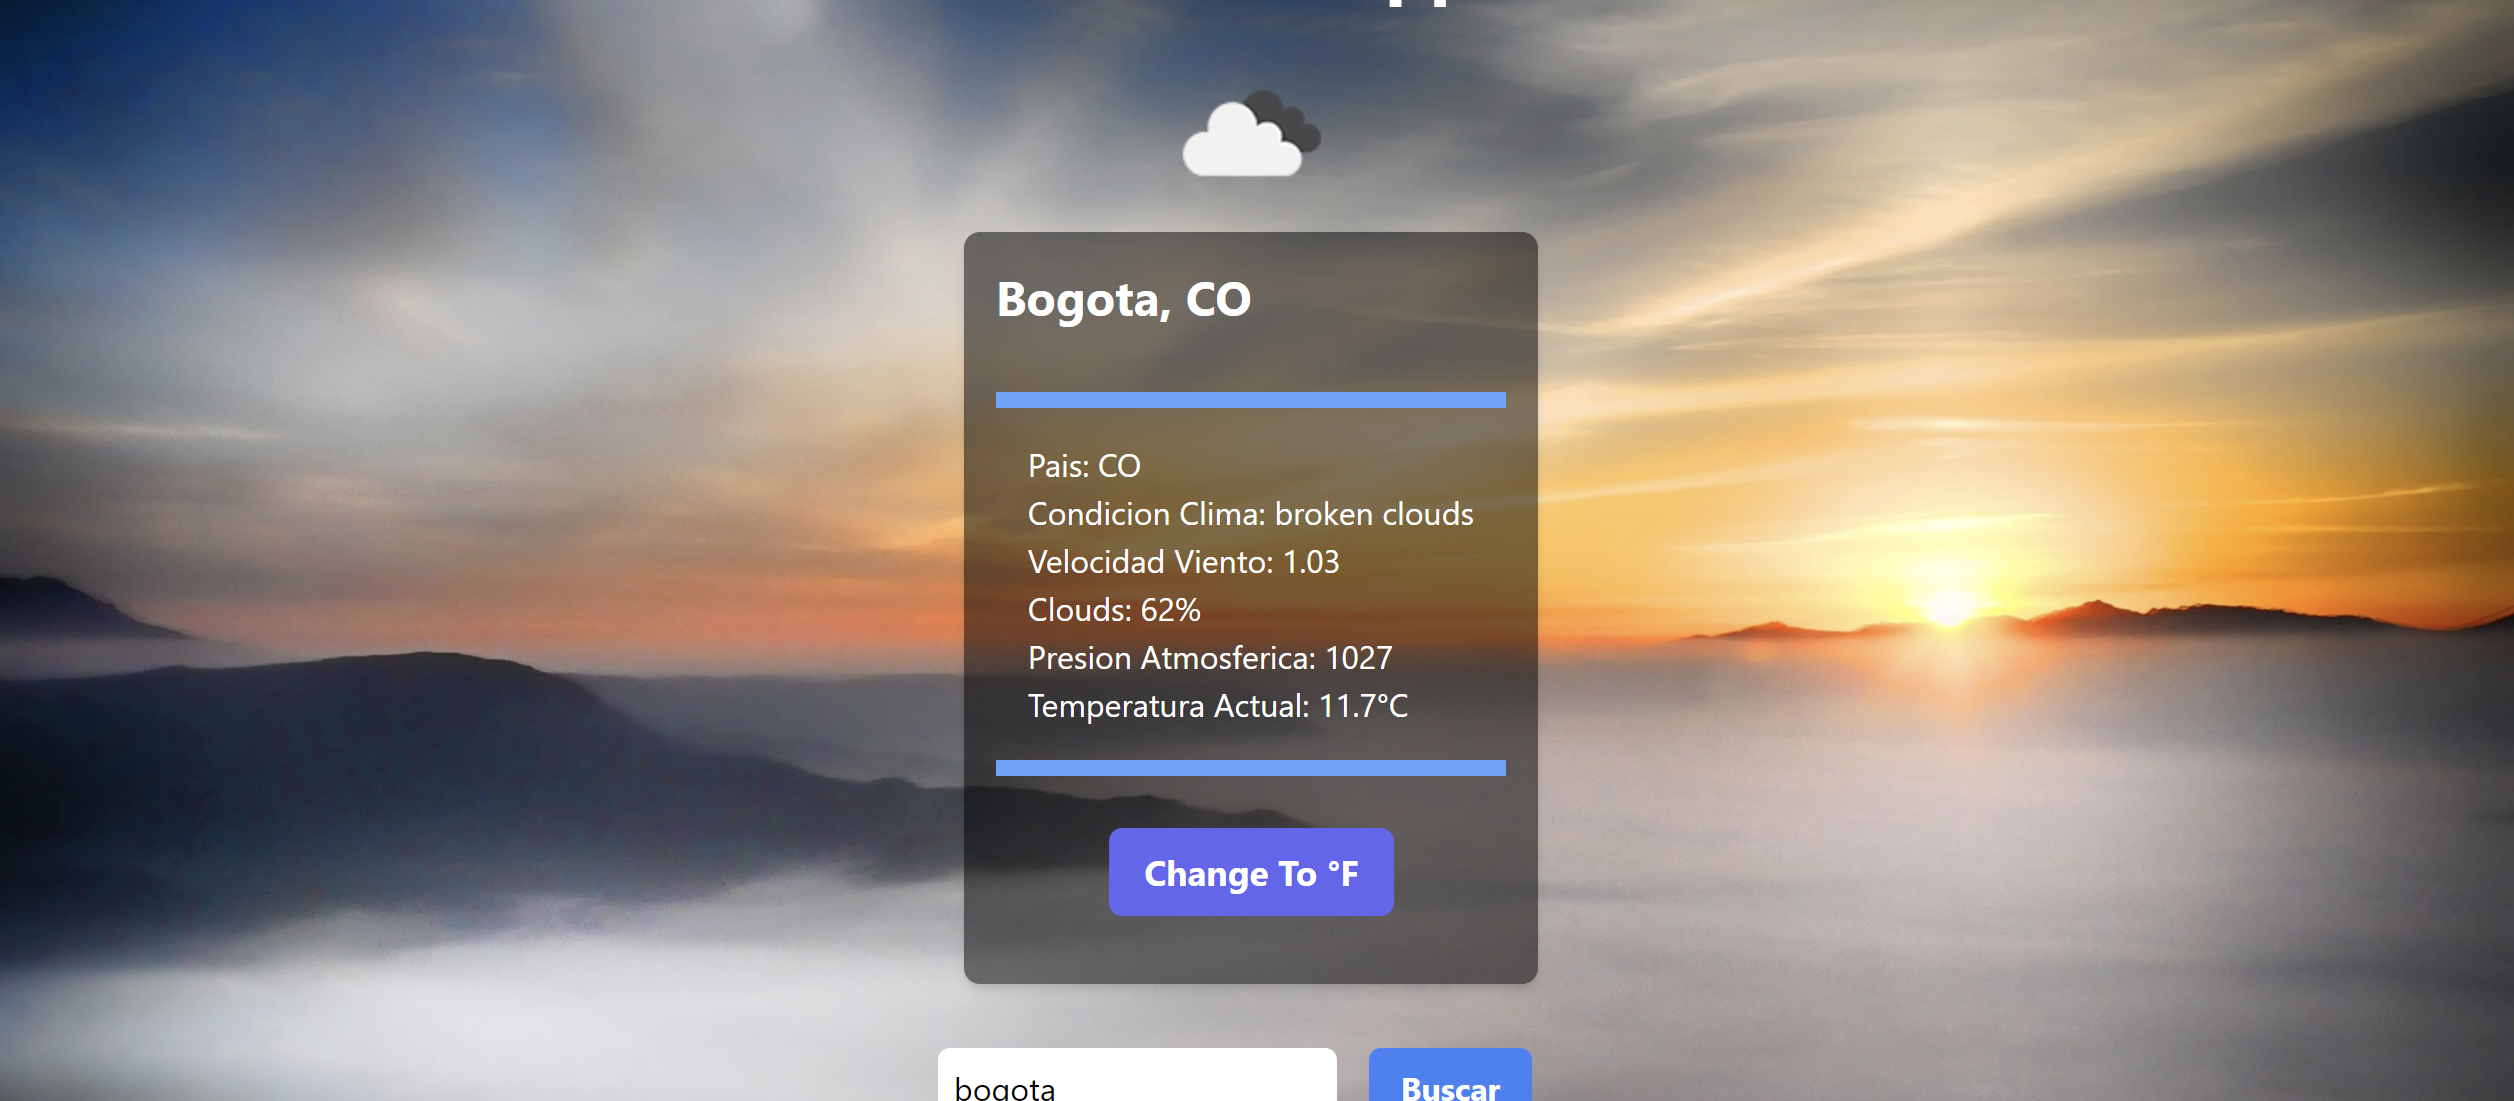 Bogota, CO
Pais: CO
Condicion Clima: broken clouds
Velocidad Viento: 1.03
Clouds: 62%
Presion Atmosferica: 1027
Temperatura Actual: 11.7°C
Change To °F
bogota
Buscar